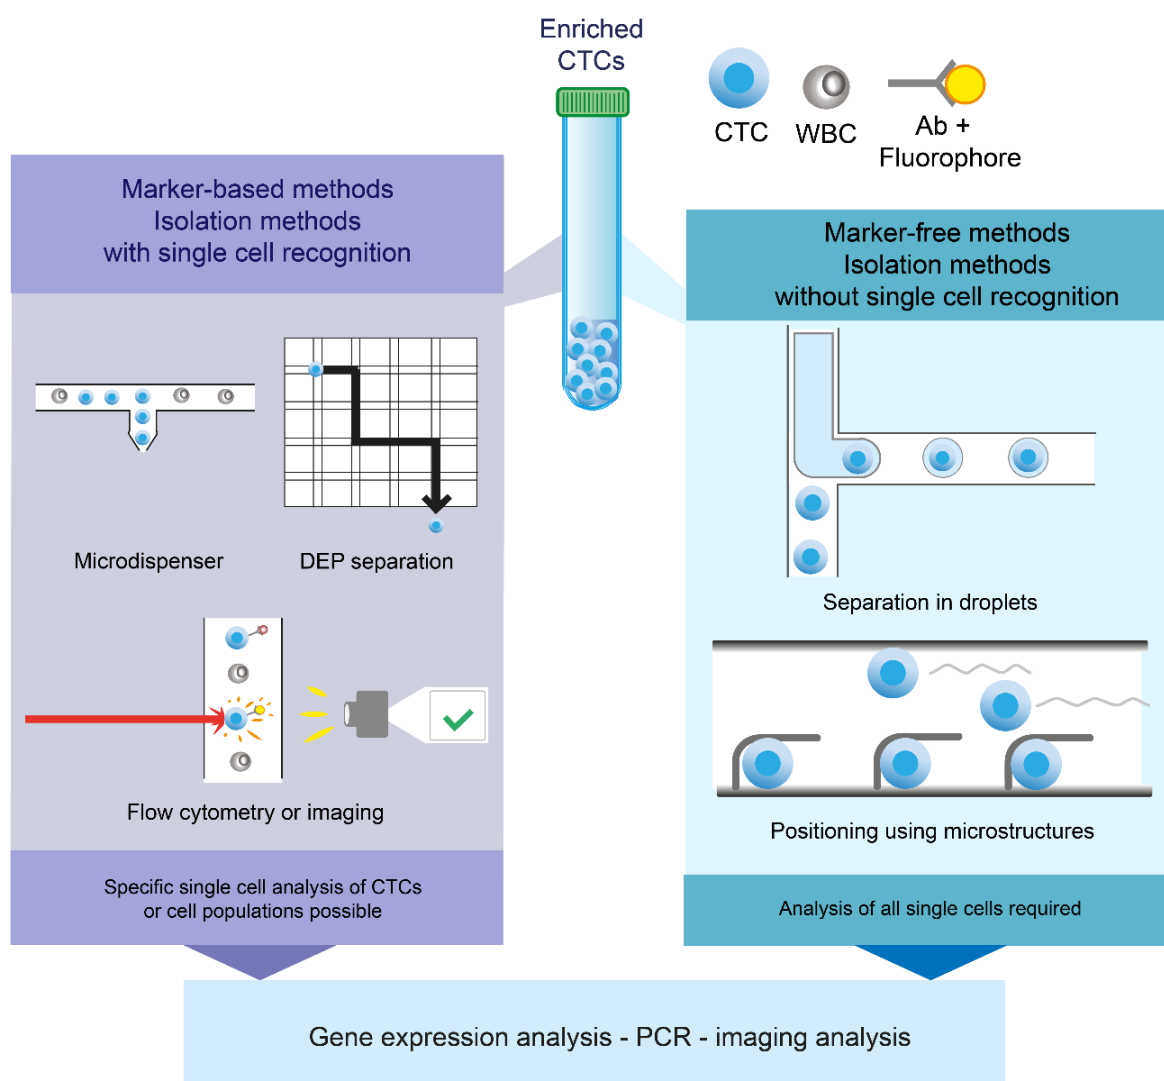 Enriched
CTCs
CTC
WBC
Ab +
Fluorophore
Marker-based methods
Isolation methods
with single cell recognition
Microdispenser
DEP separation
Flow cytometry or imaging
Specific single cell analysis of CTCs
or cell populations possible
Marker-free methods
Isolation methods
without single cell recognition
Separation in droplets
Positioning using microstructures
Analysis of all single cells required
Gene expression analysis - PCR - imaging analysis